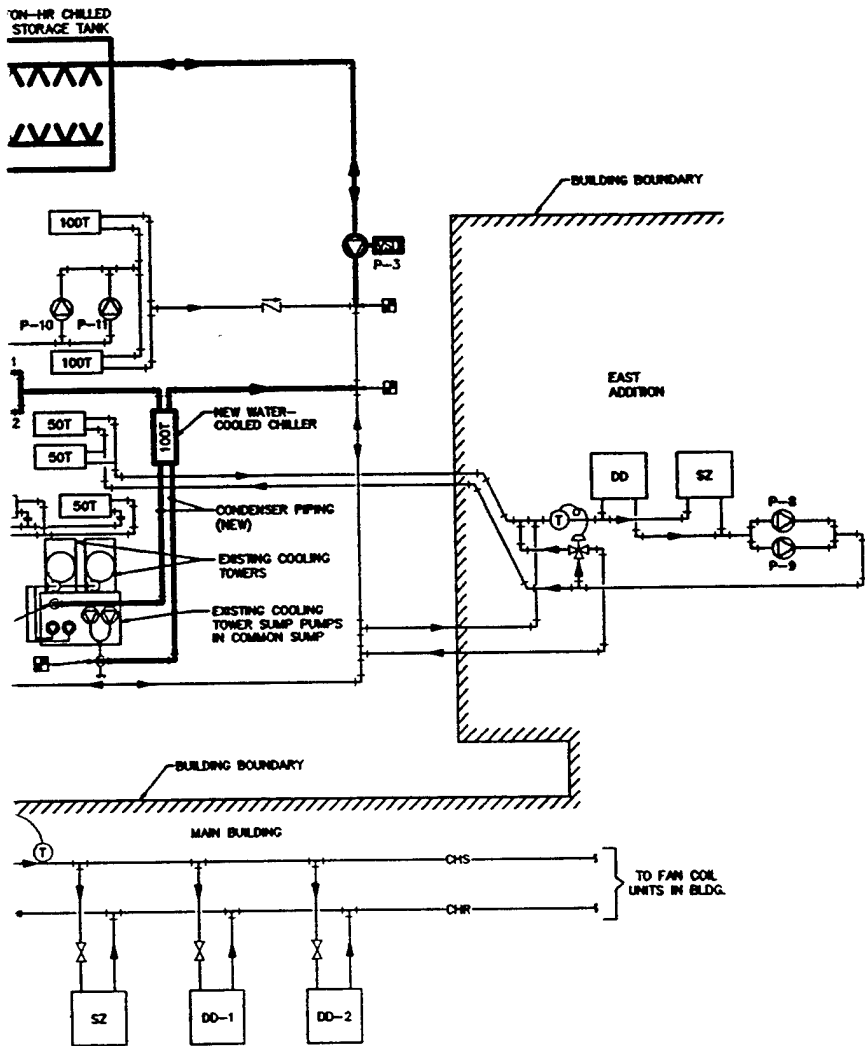 TON-HR CHILLED
STORAGE TANK
BUILDING BOUNDARY
100T
VSD
P-3
P-10
P-11
100T
1
2
EAST
ADDITION
50T
50T
100T
NEW WATER-
COOLED CHILLER
DD
SZ
P-8
P-9
T
50T
CONDENSER PIPING
(NEW)
EXISTING COOLING
TOWERS
EXISTING COOLING
TOWER SUMP PUMPS
IN COMMON SUMP
BUILDING BOUNDARY
MAIN BUILDING
T
CHS
CHR
TO FAN COIL
UNITS IN BLDG.
SZ
DD-1
DD-2